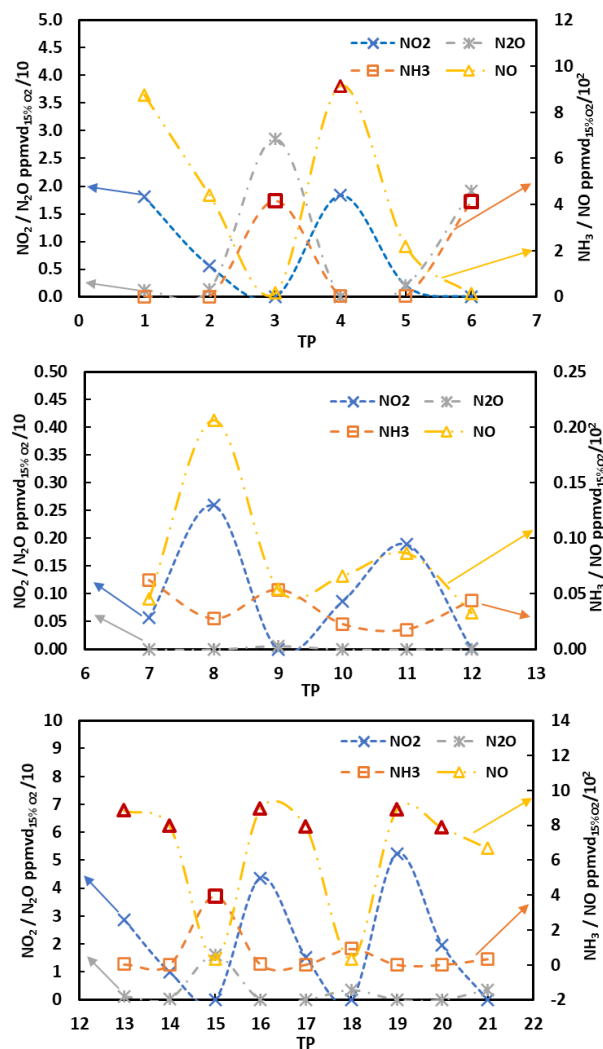 5.0
4.5
4.0
3.5
3.0
2.5
2.0
1.5
1.0
0.5
0.0
NO₂ / N₂O ppmvd₁₅% O₂/10
12
10
8
6
4
2
0
NH₃ / NO ppmvd₁₅%O₂/10²
NO2
N2O
NH3
NO
0 1 2 3 4 5 6 7
TP
0.50
0.45
0.40
0.35
0.30
0.25
0.20
0.15
0.10
0.05
0.00
NO₂ / N₂O ppmvd₁₅% O₂/10
0.25
0.20
0.15
0.10
0.05
0.00
NH₃ / NO ppmvd₁₅%O₂/10²
NO2
N2O
NH3
NO
6 7 8 9 10 11 12 13
TP
10
9
8
7
6
5
4
3
2
1
0
NO₂ / N₂O ppmvd₁₅% O₂/10
14
12
10
8
6
4
2
0
-2
NH₃ / NO ppmvd₁₅%O₂/10²
NO2
N2O
NH3
NO
12 13 14 15 16 17 18 19 20 21 22
TP